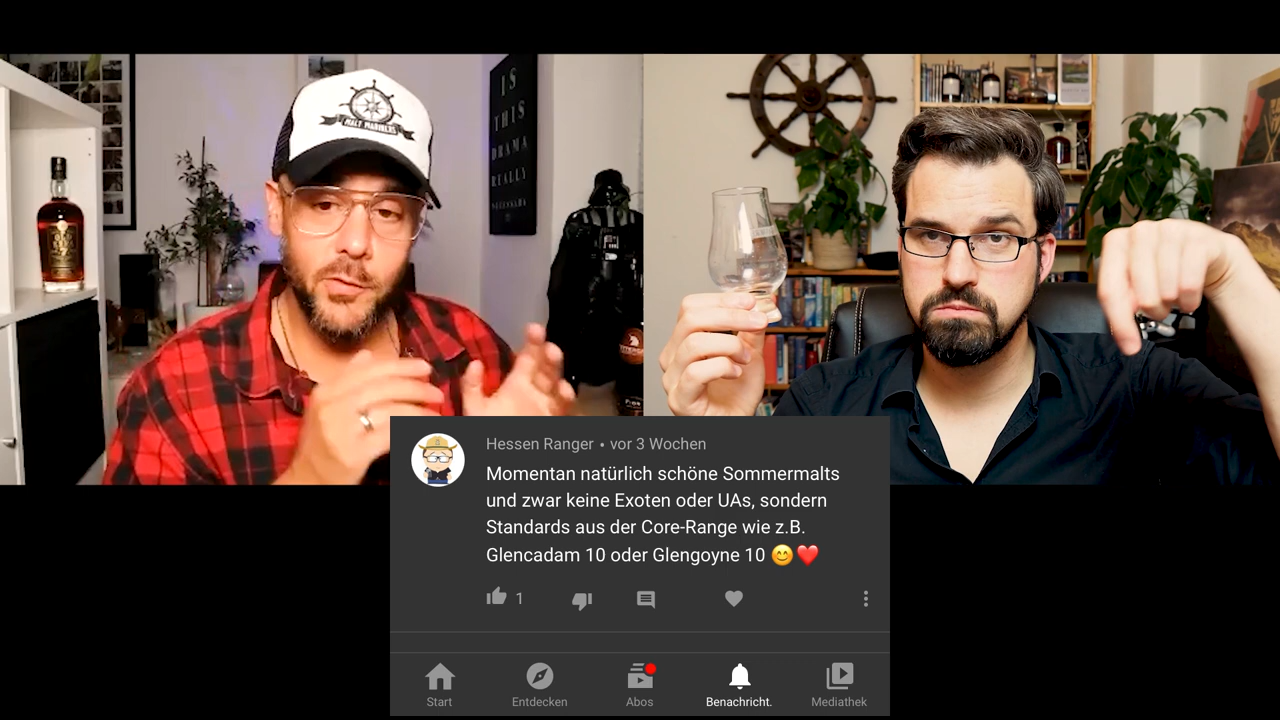 MALT MARINERS
IS
THIS
DRAMA
REALLY
NECESSARY
Hessen Ranger • vor 3 Wochen
Momentan natürlich schöne Sommermalts
und zwar keine Exoten oder UAs, sondern
Standards aus der Core-Range wie z.B.
Glencadam 10 oder Glengoyne 10 😊❤️
1
Start
Entdecken
Abos
Benachricht.
Mediathek